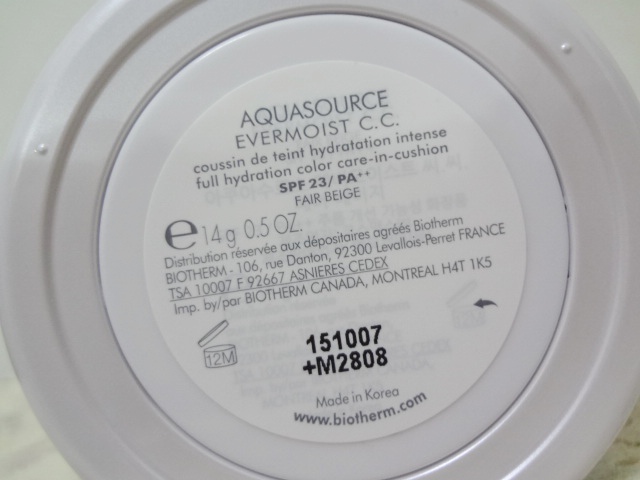 AQUASOURCE
EVERMOIST C.C.
coussin de teint hydratation intense
full hydration color care-in-cushion
SPF 23/ PA++
FAIR BEIGE
e 14 g 0.5 OZ.
Distribution réservée aux dépositaires agréés Biotherm
BIOTHERM - 106, rue Danton, 92300 Levallois-Perret FRANCE
TSA 10007 F 92667 ASNIERES CEDEX
Imp. by/par BIOTHERM CANADA, MONTREAL H4T 1K5
12M
151007
+M2808
Made in Korea
www.biotherm.com